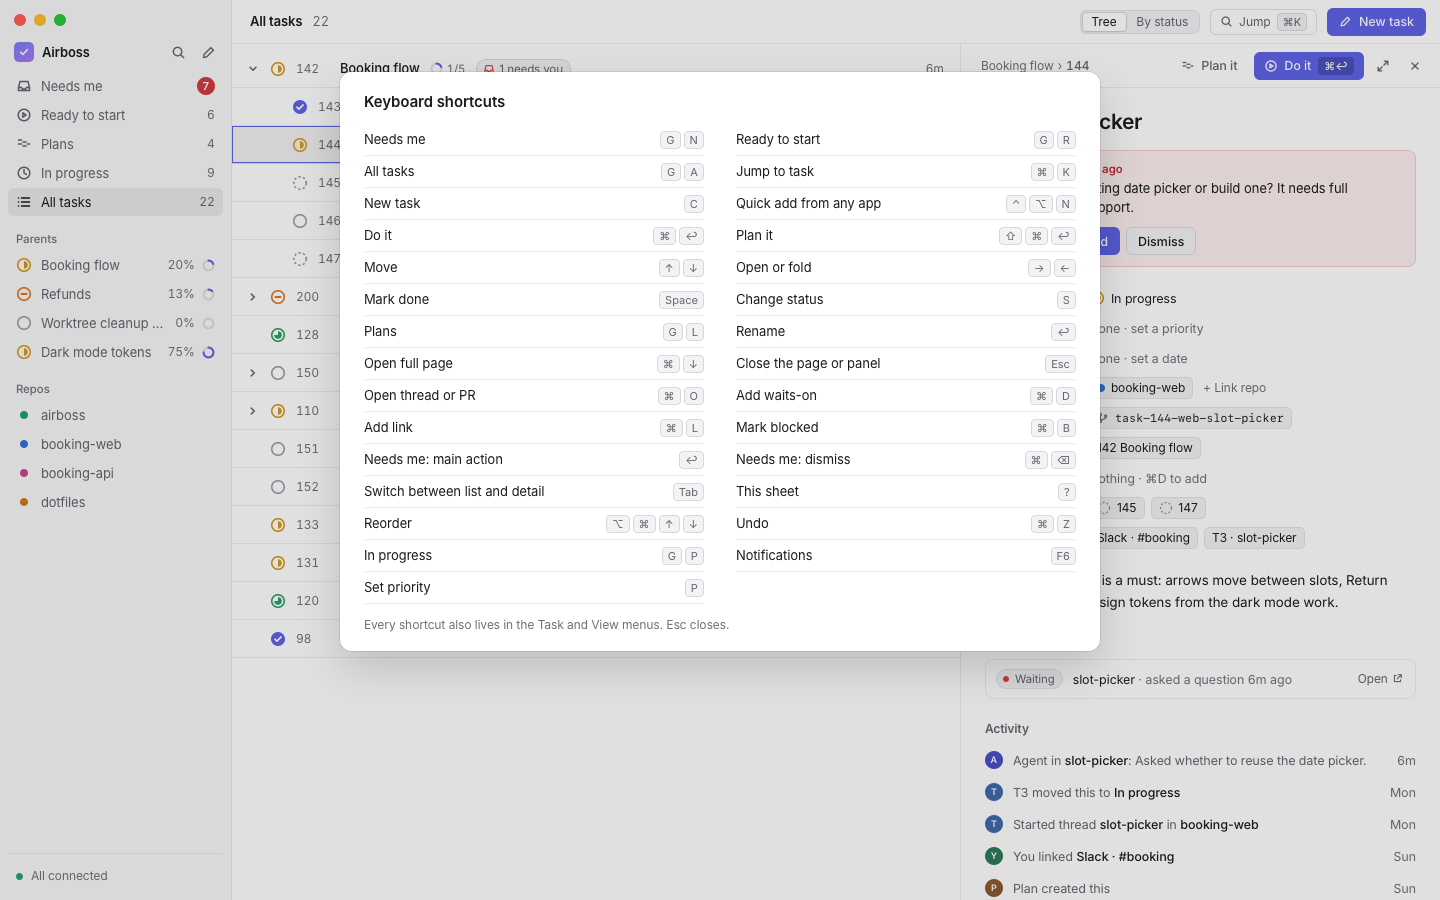 Airboss
Needs me 7
Ready to start 6
Plans 4
In progress 9
All tasks 22
Parents
Booking flow 20%
Refunds 13%
Worktree cleanup ... 0%
Dark mode tokens 75%
Repos
airboss
booking-web
booking-api
dotfiles
All connected
All tasks 22
Tree By status
Jump ⌘K
New task
142 Booking flow 1/5 1 needs you 6m
143
144
145
146
147
200
128
150
110
151
152
133
131
120
98
Keyboard shortcuts
Needs me G N
Ready to start G R
All tasks G A
Jump to task ⌘ K
New task C
Quick add from any app ^ ⌥ N
Do it ⌘ ↩
Plan it ⇧ ⌘ ↩
Move ↑ ↓
Open or fold → ←
Mark done Space
Change status S
Plans G L
Rename ↩
Open full page ⌘ ↓
Close the page or panel Esc
Open thread or PR ⌘ O
Add waits-on ⌘ D
Add link ⌘ L
Mark blocked ⌘ B
Needs me: main action ↩
Needs me: dismiss ⌘ ⌫
Switch between list and detail Tab
This sheet ?
Reorder ⌥ ⌘ ↑ ↓
Undo ⌘ Z
In progress G P
Notifications F6
Set priority P
Every shortcut also lives in the Task and View menus. Esc closes.
Booking flow › 144
Plan it
Do it ⌘↩
cker
ago
ting date picker or build one? It needs full
pport.
d Dismiss
In progress
one · set a priority
one · set a date
booking-web + Link repo
task-144-web-slot-picker
142 Booking flow
othing · ⌘D to add
145 147
Slack · #booking T3 · slot-picker
is a must: arrows move between slots, Return
sign tokens from the dark mode work.
Waiting slot-picker · asked a question 6m ago Open
Activity
A Agent in slot-picker: Asked whether to reuse the date picker. 6m
T T3 moved this to In progress Mon
T Started thread slot-picker in booking-web Mon
Y You linked Slack · #booking Sun
P Plan created this Sun